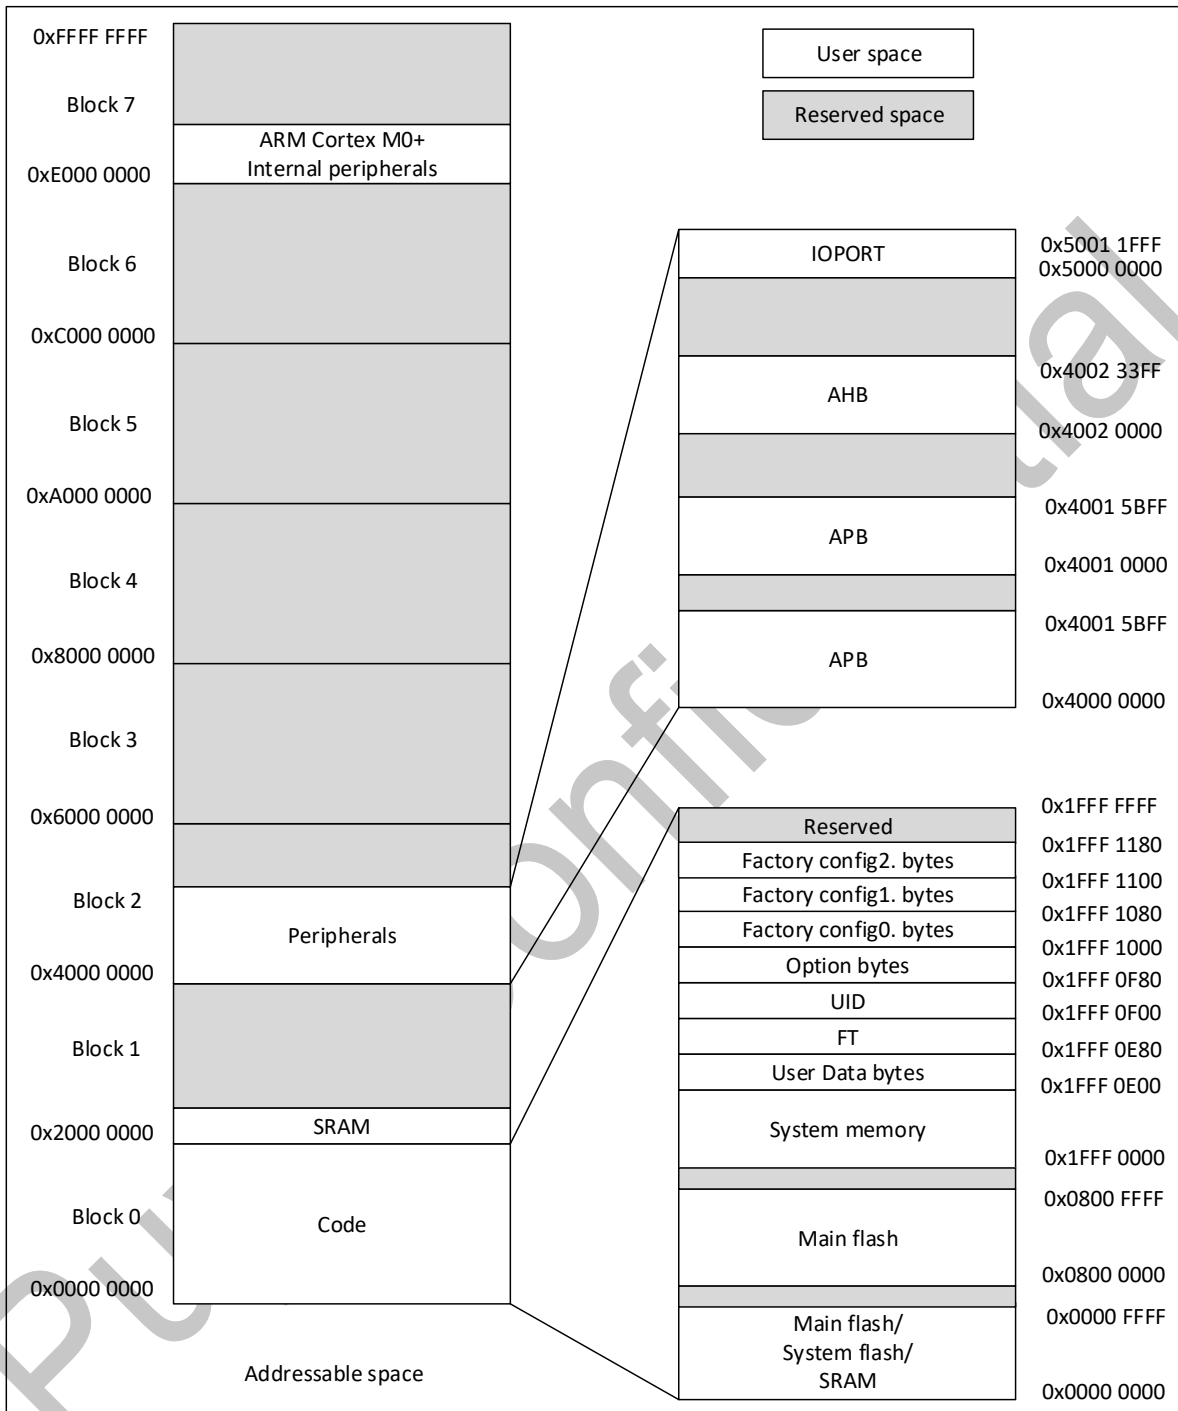 0xFFFF FFFF
Block 7
ARM Cortex M0+
Internal peripherals
0xE000 0000
Block 6
0xC000 0000
Block 5
0xA000 0000
Block 4
0x8000 0000
Block 3
0x6000 0000
Block 2
Peripherals
0x4000 0000
Block 1
SRAM
0x2000 0000
Block 0
Code
0x0000 0000
Addressable space
User space
Reserved space
IOPORT
0x5001 1FFF
0x5000 0000
AHB
0x4002 33FF
0x4002 0000
APB
0x4001 5BFF
0x4001 0000
APB
0x4001 5BFF
0x4000 0000
0x1FFF FFFF
Reserved
0x1FFF 1180
Factory config2. bytes
0x1FFF 1100
Factory config1. bytes
0x1FFF 1080
Factory config0. bytes
0x1FFF 1000
Option bytes
0x1FFF 0F80
UID
0x1FFF 0F00
FT
0x1FFF 0E80
User Data bytes
0x1FFF 0E00
System memory
0x1FFF 0000
0x0800 FFFF
Main flash
0x0800 0000
0x0000 FFFF
Main flash/
System flash/
SRAM
0x0000 0000